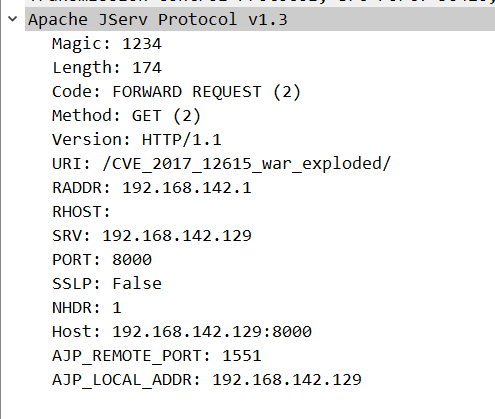 Apache JServ Protocol v1.3
Magic: 1234
Length: 174
Code: FORWARD REQUEST (2)
Method: GET (2)
Version: HTTP/1.1
URI: /CVE_2017_12615_war_exploded/
RADDR: 192.168.142.1
RHOST:
SRV: 192.168.142.129
PORT: 8000
SSLP: False
NHDR: 1
Host: 192.168.142.129:8000
AJP_REMOTE_PORT: 1551
AJP_LOCAL_ADDR: 192.168.142.129